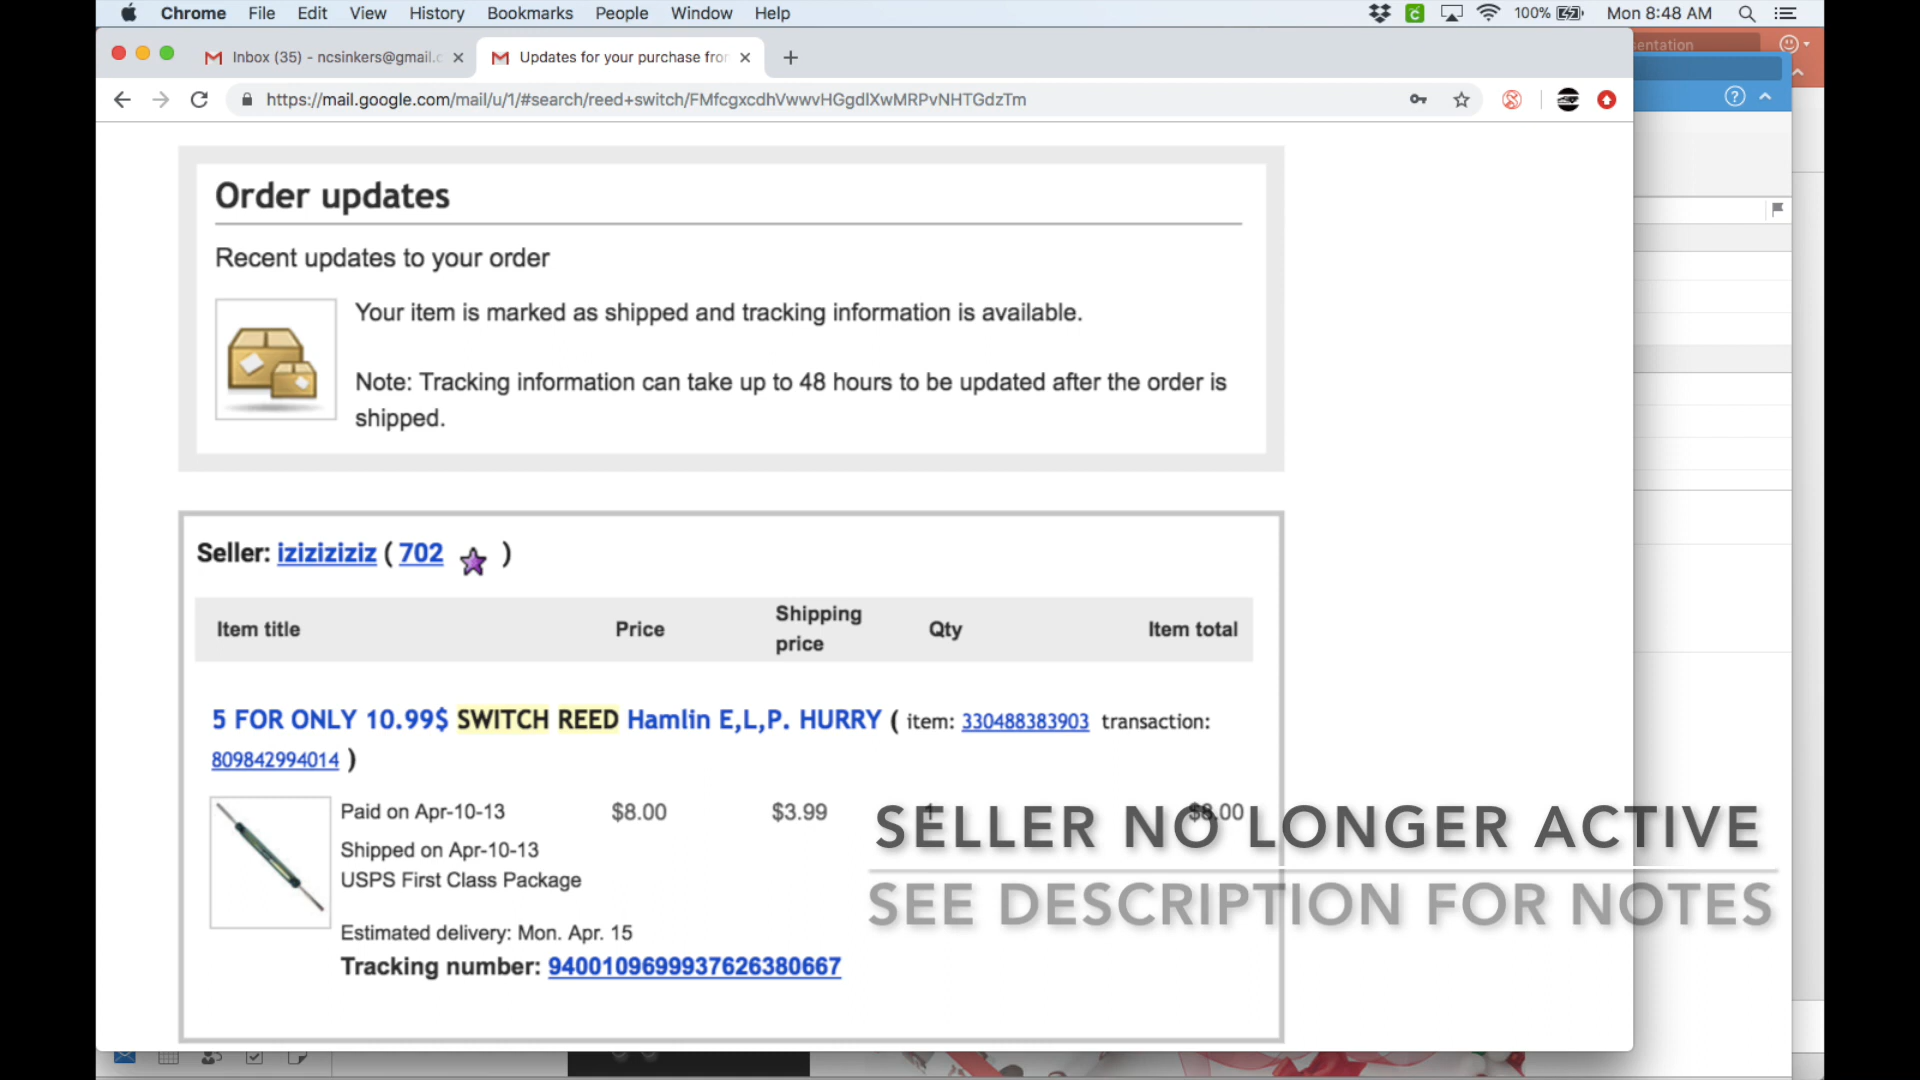 Chrome File Edit View History Bookmarks People Window Help 100% Mon 8:48 AM
Inbox (35) - ncsinkers@gmail.c Updates for your purchase fro
https://mail.google.com/mail/u/1/#search/reed+switch/FMfcgxcdhVwwvHGgdlXwMRPvNHTGdzTm
Order updates
Recent updates to your order
Your item is marked as shipped and tracking information is available.
Note: Tracking information can take up to 48 hours to be updated after the order is
shipped.
Seller: iziziziziz ( 702 )
Item title Price Shipping price Qty Item total
5 FOR ONLY 10.99$ SWITCH REED Hamlin E,L,P. HURRY ( item: 330488383903 transaction:
809842994014 )
Paid on Apr-10-13 $8.00 $3.99 1 $8.00
Shipped on Apr-10-13
USPS First Class Package
Estimated delivery: Mon. Apr. 15
Tracking number: 9400109699937626380667
SELLER NO LONGER ACTIVE
SEE DESCRIPTION FOR NOTES